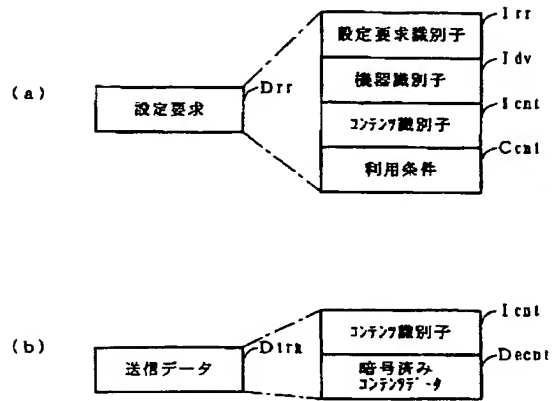 (a)
設定要求
Drr
設定要求識別子
Irr
機器識別子
Idv
コンテンツ識別子
Icnt
利用条件
Ccnt
(b)
送信データ
Dtrn
コンテンツ識別子
Icnt
暗号済み
コンテンツデータ
Decnt